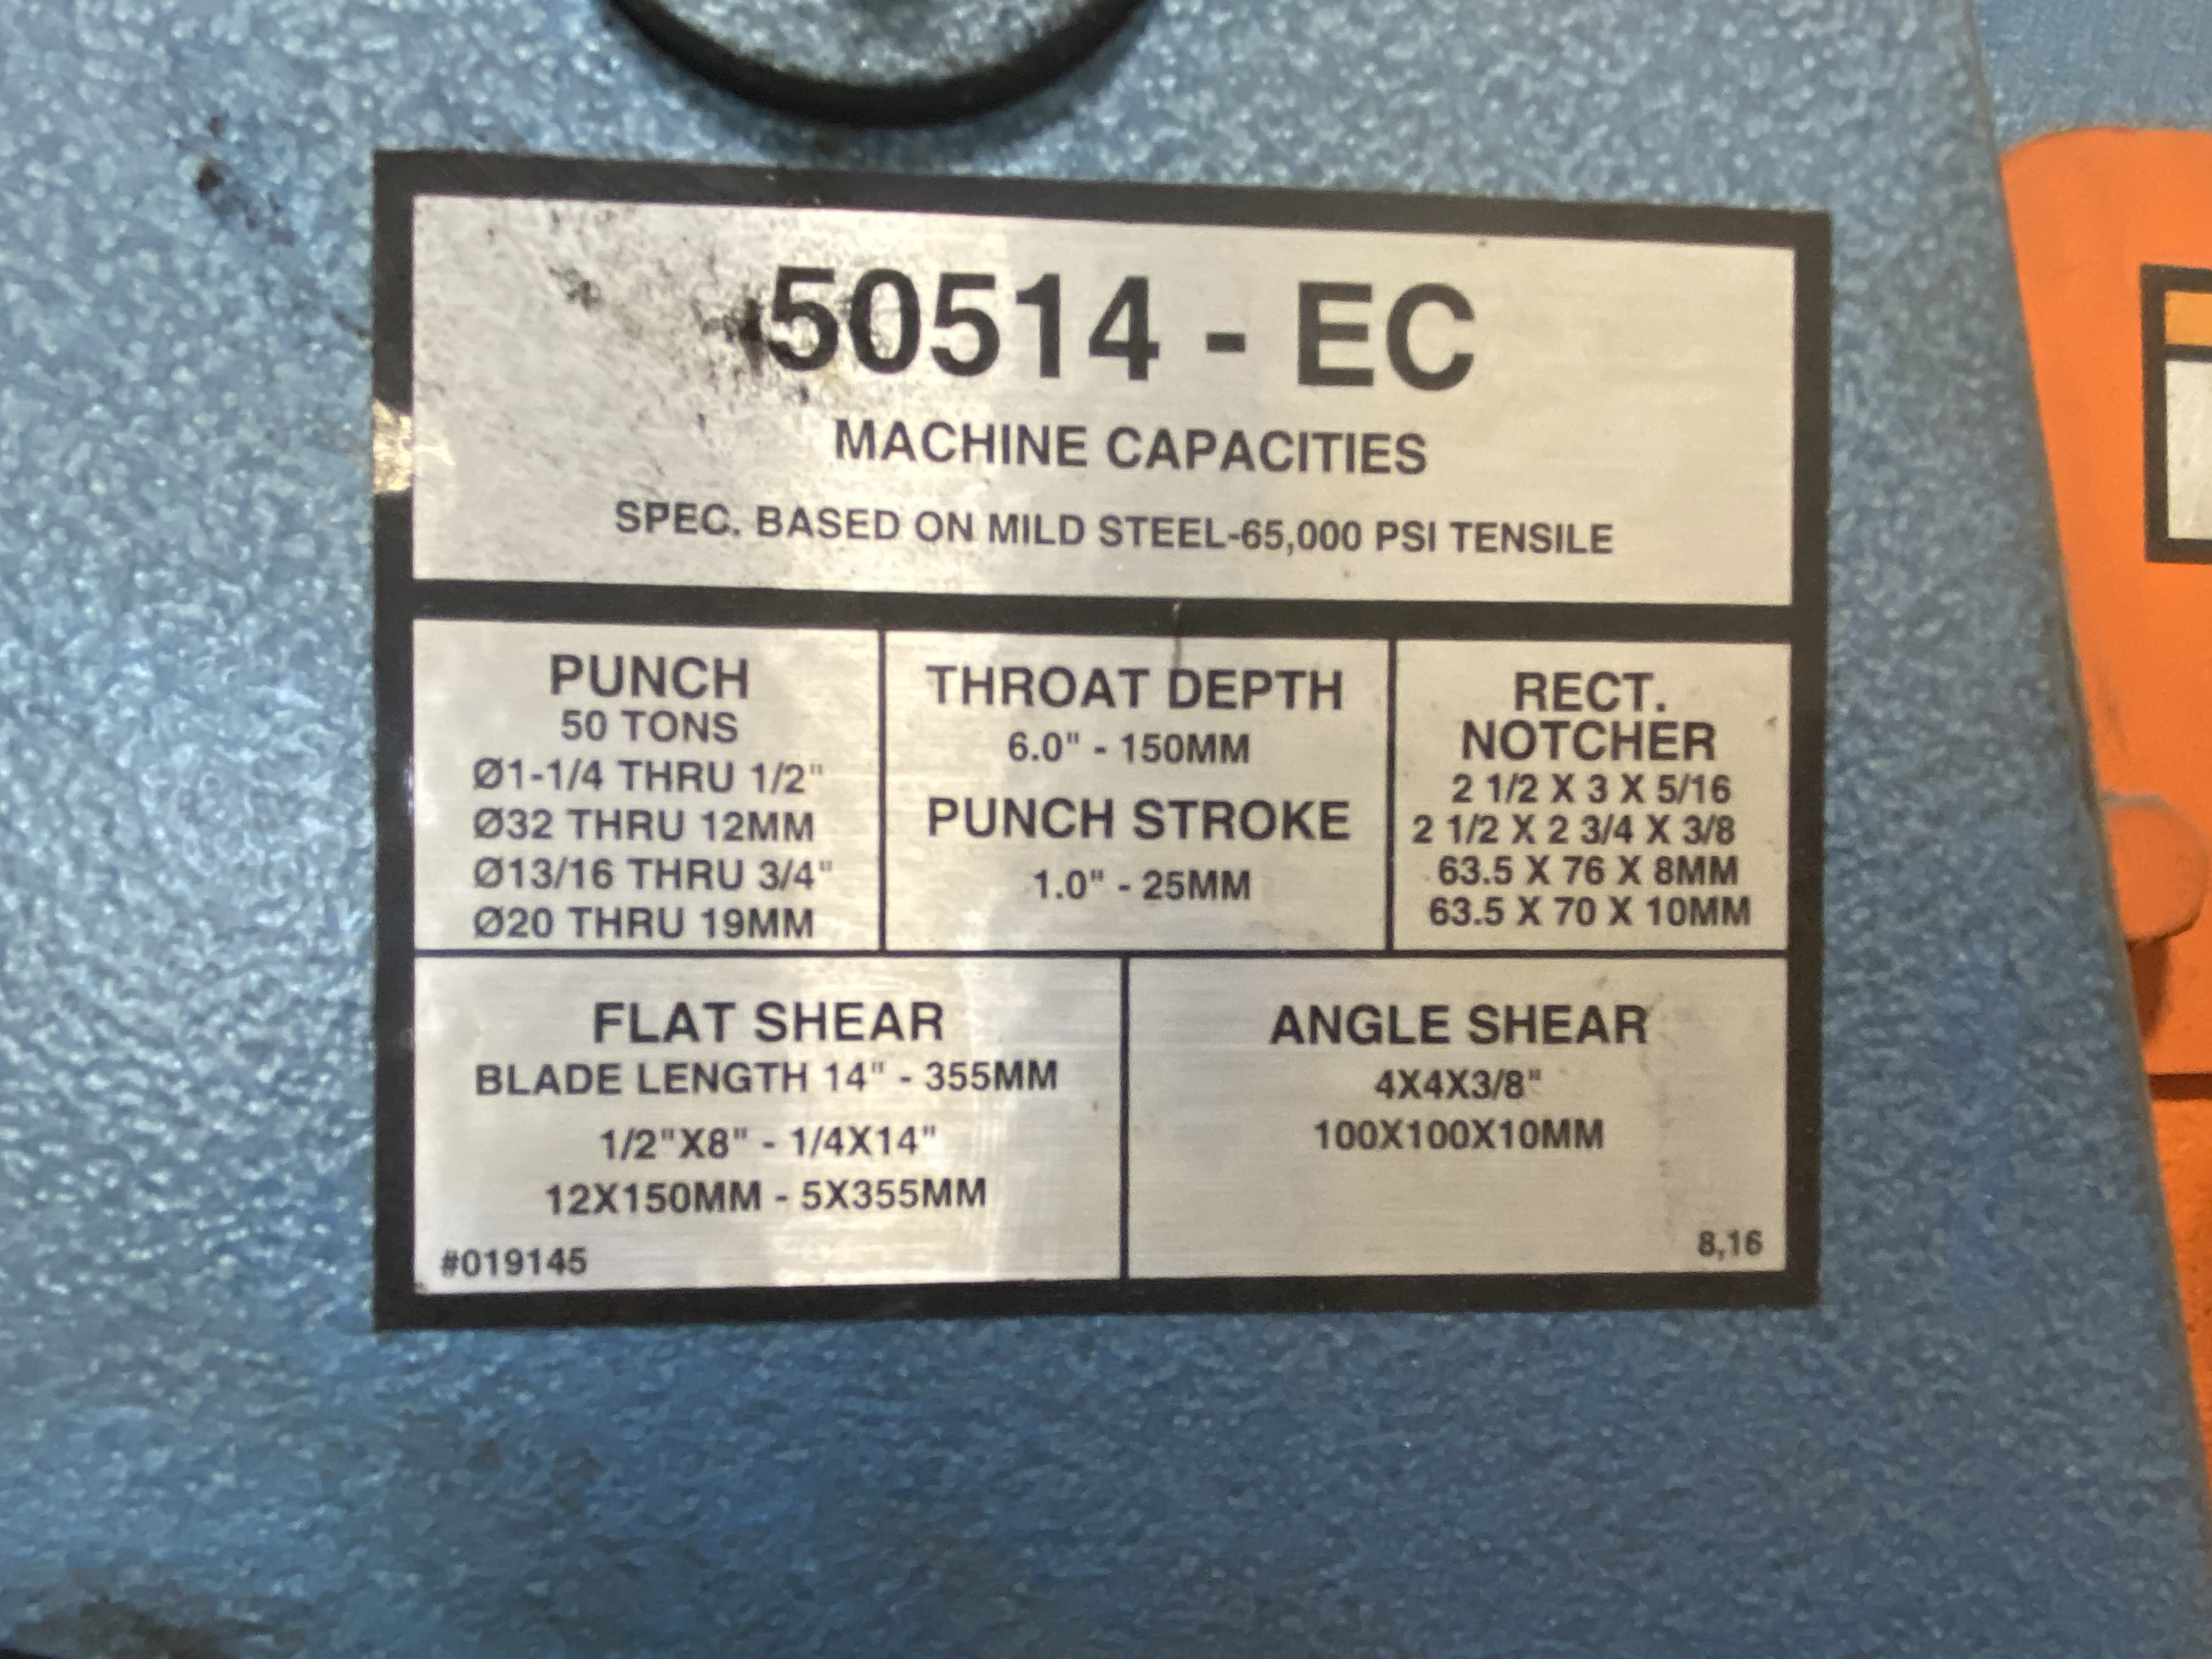 50514 - EC
MACHINE CAPACITIES
SPEC. BASED ON MILD STEEL-65,000 PSI TENSILE
PUNCH
50 TONS
Ø1-1/4 THRU 1/2"
Ø32 THRU 12MM
Ø13/16 THRU 3/4"
Ø20 THRU 19MM
THROAT DEPTH
6.0" - 150MM
PUNCH STROKE
1.0" - 25MM
RECT.
NOTCHER
2 1/2 X 3 X 5/16
2 1/2 X 2 3/4 X 3/8
63.5 X 76 X 8MM
63.5 X 70 X 10MM
FLAT SHEAR
BLADE LENGTH 14" - 355MM
1/2"X8" - 1/4X14"
12X150MM - 5X355MM
#019145
ANGLE SHEAR
4X4X3/8"
100X100X10MM
8,16